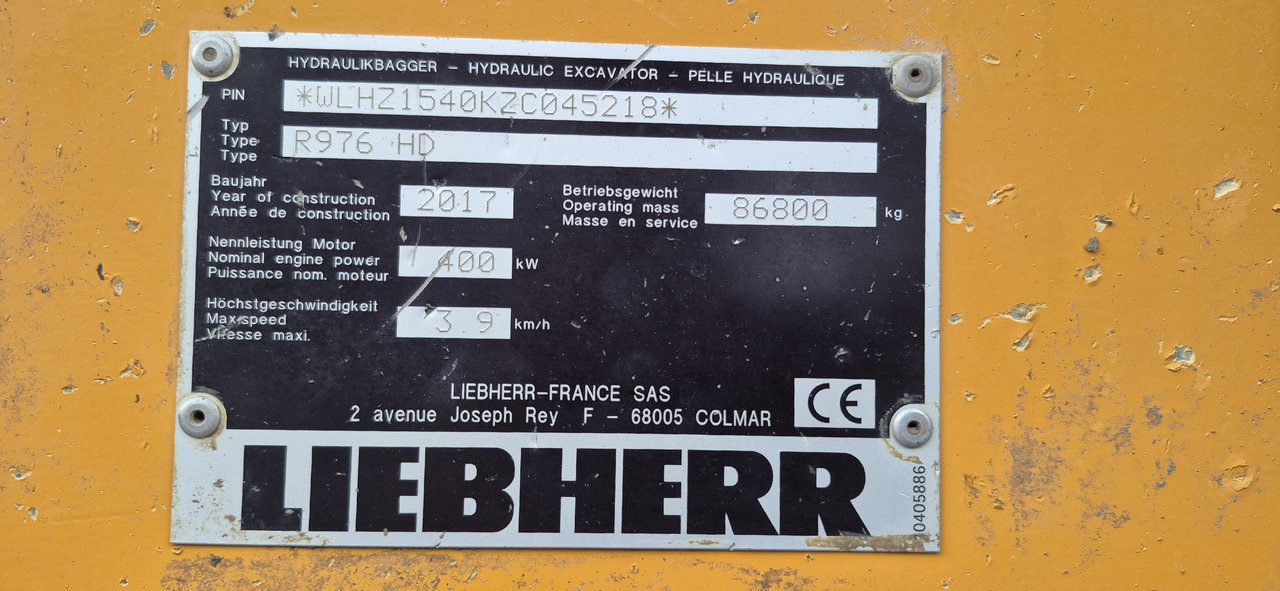 HYDRAULIKBAGGER – HYDRAULIC EXCAVATOR – PELLE HYDRAULIQUE
PIN *WLHZ1540KZC045218*
Typ
Type R976 HD
Type
Baujahr
Year of construction 2017
Année de construction
Betriebsgewicht
Operating mass 86800 kg
Masse en service
Nennleistung Motor
Nominal engine power 400 kW
Puissance nom. moteur
Höchstgeschwindigkeit
Max.speed 3.9 km/h
Vitesse maxi.
LIEBHERR-FRANCE SAS
2 avenue Joseph Rey F – 68005 COLMAR
CE
LIEBHERR
0405886